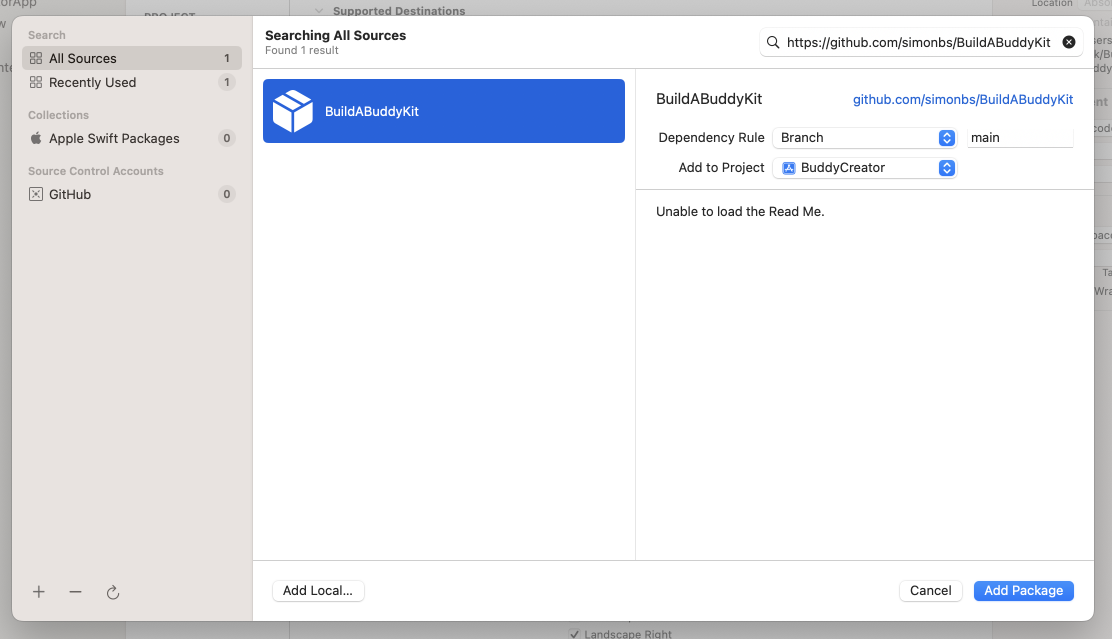 orApp
PROJECT
Supported Destinations
Location
Search
All Sources 1
Recently Used 1
Collections
Apple Swift Packages 0
Source Control Accounts
GitHub 0
Searching All Sources
Found 1 result
https://github.com/simonbs/BuildABuddyKit
BuildABuddyKit
BuildABuddyKit
github.com/simonbs/BuildABuddyKit
Dependency Rule Branch main
Add to Project BuddyCreator
Unable to load the Read Me.
Add Local...
Cancel
Add Package
Landscape Right